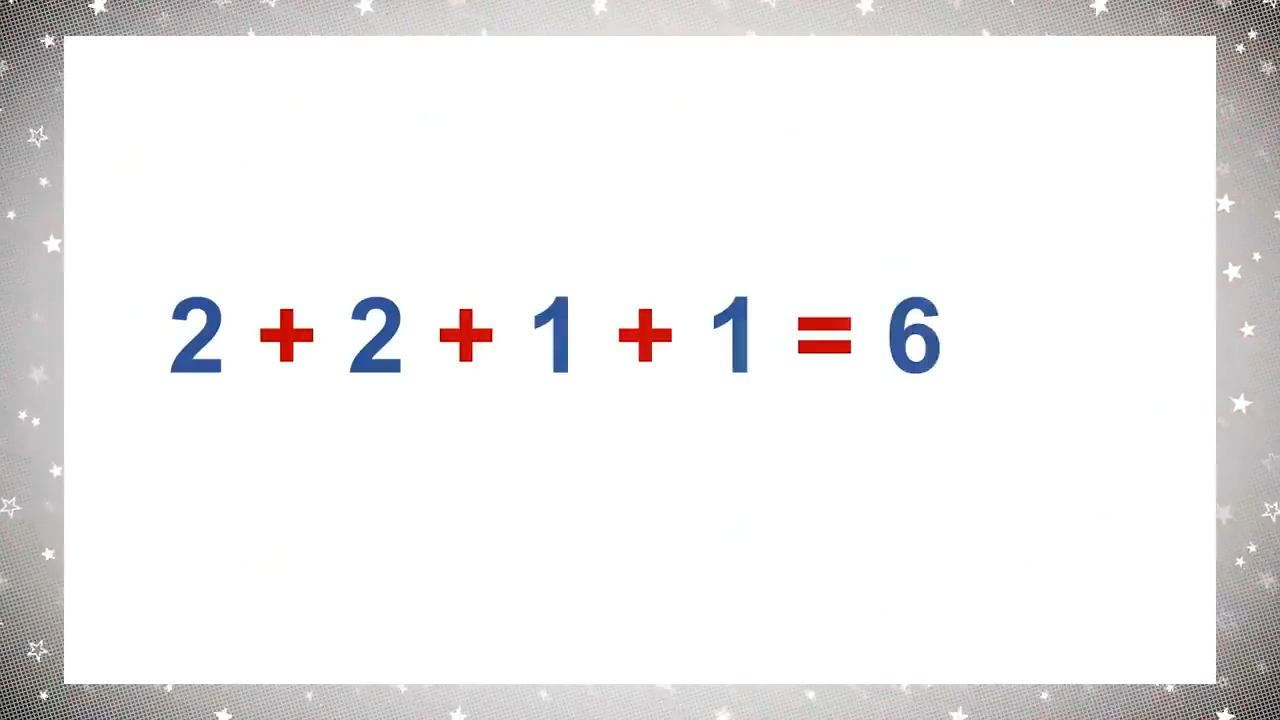 2 + 2 + 1 + 1 = 6